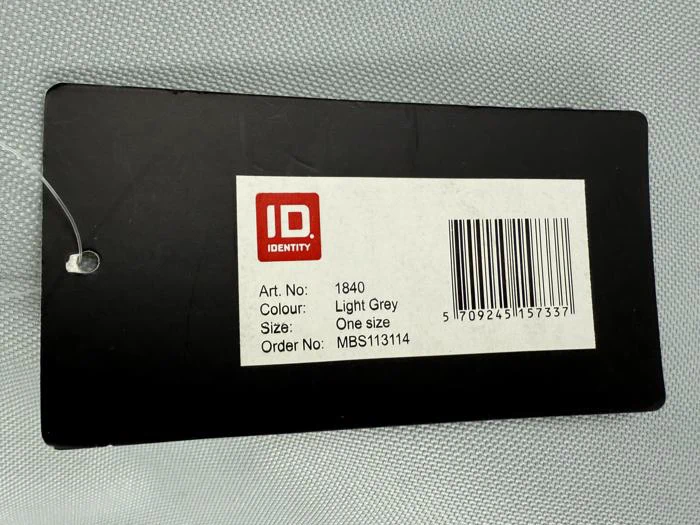 ID.
IDENTITY
Art. No: 1840
Colour: Light Grey
Size: One size
Order No: MBS113114
5 709245 157337